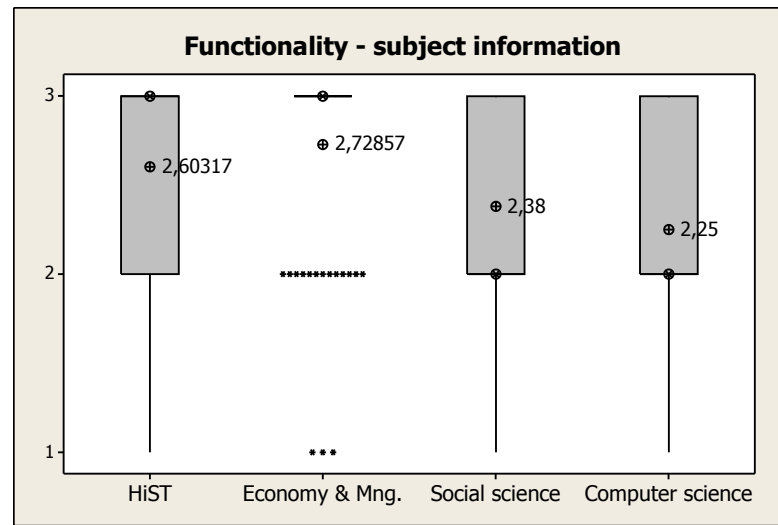 Functionality - subject information
3
2
1
2,60317
2,72857
2,38
2,25
HiST
Economy & Mng.
Social science
Computer science